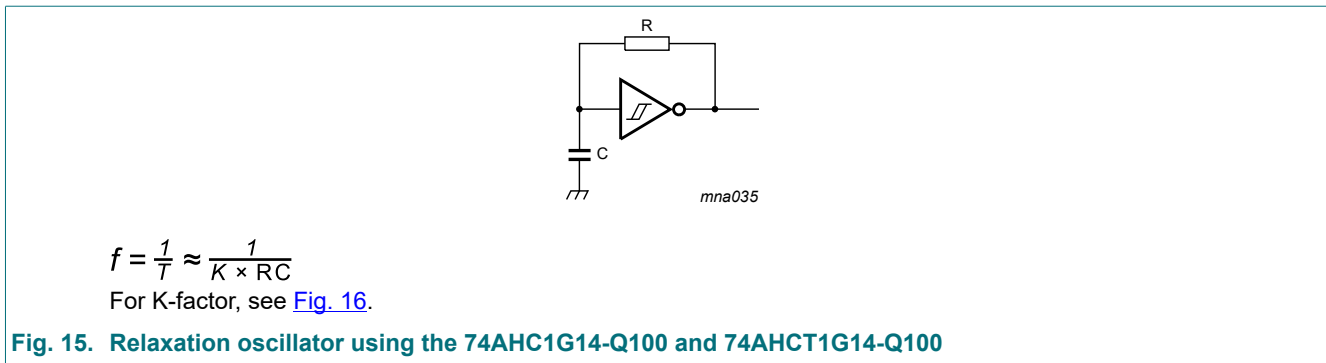 R
C
mna035
f = 1/T ≈ 1/(K × RC)
For K-factor, see Fig. 16.
Fig. 15. Relaxation oscillator using the 74AHC1G14-Q100 and 74AHCT1G14-Q100